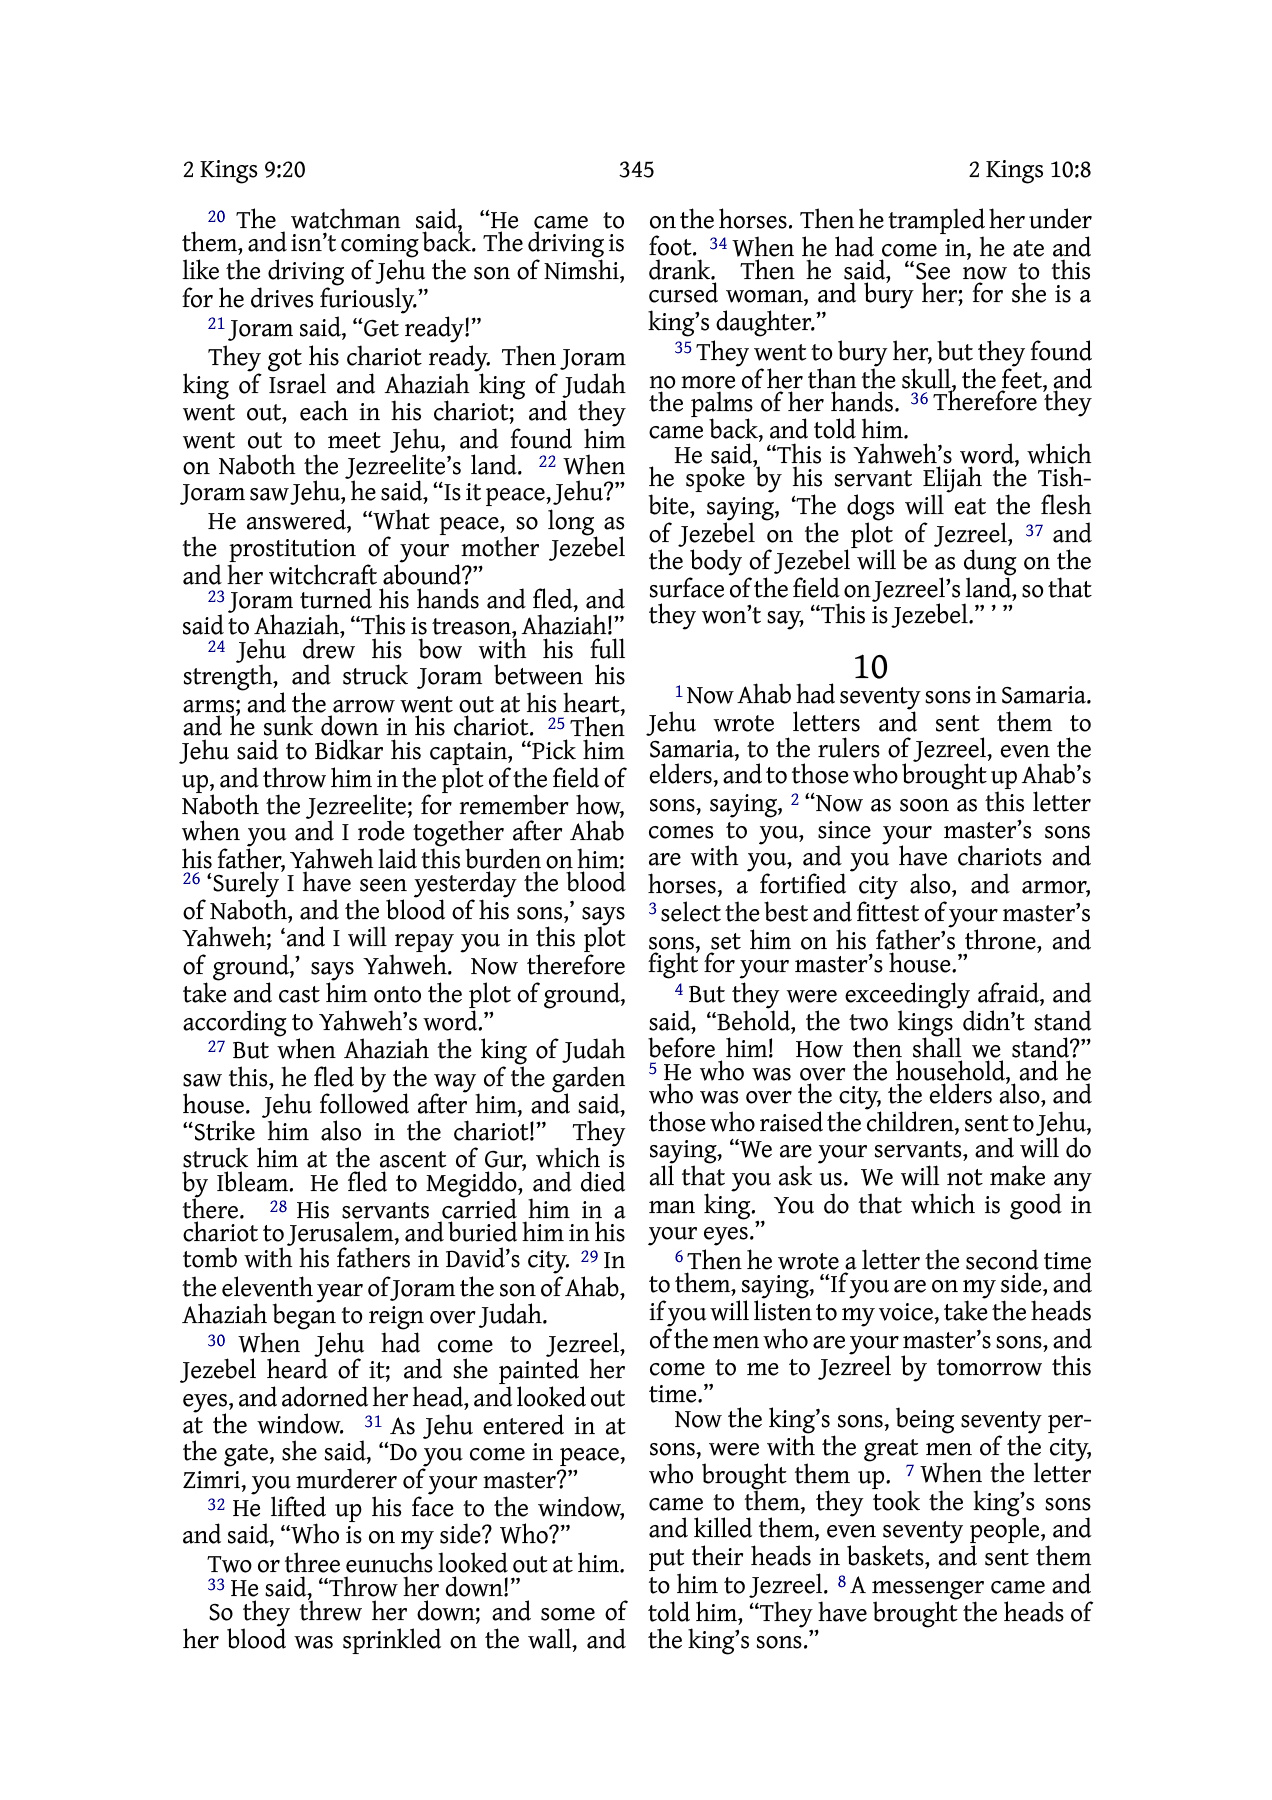 2 Kings 9:20
345
2 Kings 10:8
20 The watchman said, “He came to
them, and isn’t coming back. The driving is
like the driving of Jehu the son of Nimshi,
for he drives furiously.”
21 Joram said, “Get ready!”
They got his chariot ready. Then Joram
king of Israel and Ahaziah king of Judah
went out, each in his chariot; and they
went out to meet Jehu, and found him
on Naboth the Jezreelite’s land. 22 When
Joram saw Jehu, he said, “Is it peace, Jehu?”
He answered, “What peace, so long as
the prostitution of your mother Jezebel
and her witchcraft abound?”
23 Joram turned his hands and fled, and
said to Ahaziah, “This is treason, Ahaziah!”
24 Jehu drew his bow with his full
strength, and struck Joram between his
arms; and the arrow went out at his heart,
and he sunk down in his chariot. 25 Then
Jehu said to Bidkar his captain, “Pick him
up, and throw him in the plot of the field of
Naboth the Jezreelite; for remember how,
when you and I rode together after Ahab
his father, Yahweh laid this burden on him:
26 ‘Surely I have seen yesterday the blood
of Naboth, and the blood of his sons,’ says
Yahweh; ‘and I will repay you in this plot
of ground,’ says Yahweh. Now therefore
take and cast him onto the plot of ground,
according to Yahweh’s word.”
27 But when Ahaziah the king of Judah
saw this, he fled by the way of the garden
house. Jehu followed after him, and said,
“Strike him also in the chariot!” They
struck him at the ascent of Gur, which is
by Ibleam. He fled to Megiddo, and died
there. 28 His servants carried him in a
chariot to Jerusalem, and buried him in his
tomb with his fathers in David’s city. 29 In
the eleventh year of Joram the son of Ahab,
Ahaziah began to reign over Judah.
30 When Jehu had come to Jezreel,
Jezebel heard of it; and she painted her
eyes, and adorned her head, and looked out
at the window. 31 As Jehu entered in at
the gate, she said, “Do you come in peace,
Zimri, you murderer of your master?”
32 He lifted up his face to the window,
and said, “Who is on my side? Who?”
Two or three eunuchs looked out at him.
33 He said, “Throw her down!”
So they threw her down; and some of
her blood was sprinkled on the wall, and
on the horses. Then he trampled her under
foot. 34 When he had come in, he ate and
drank. Then he said, “See now to this
cursed woman, and bury her; for she is a
king’s daughter.”
35 They went to bury her, but they found
no more of her than the skull, the feet, and
the palms of her hands. 36 Therefore they
came back, and told him.
He said, “This is Yahweh’s word, which
he spoke by his servant Elijah the Tish-
bite, saying, ‘The dogs will eat the flesh
of Jezebel on the plot of Jezreel, 37 and
the body of Jezebel will be as dung on the
surface of the field on Jezreel’s land, so that
they won’t say, “This is Jezebel.” ’ ”
10
1 Now Ahab had seventy sons in Samaria.
Jehu wrote letters and sent them to
Samaria, to the rulers of Jezreel, even the
elders, and to those who brought up Ahab’s
sons, saying, 2 “Now as soon as this letter
comes to you, since your master’s sons
are with you, and you have chariots and
horses, a fortified city also, and armor,
3 select the best and fittest of your master’s
sons, set him on his father’s throne, and
fight for your master’s house.”
4 But they were exceedingly afraid, and
said, “Behold, the two kings didn’t stand
before him! How then shall we stand?”
5 He who was over the household, and he
who was over the city, the elders also, and
those who raised the children, sent to Jehu,
saying, “We are your servants, and will do
all that you ask us. We will not make any
man king. You do that which is good in
your eyes.”
6 Then he wrote a letter the second time
to them, saying, “If you are on my side, and
if you will listen to my voice, take the heads
of the men who are your master’s sons, and
come to me to Jezreel by tomorrow this
time.”
Now the king’s sons, being seventy per-
sons, were with the great men of the city,
who brought them up. 7 When the letter
came to them, they took the king’s sons
and killed them, even seventy people, and
put their heads in baskets, and sent them
to him to Jezreel. 8 A messenger came and
told him, “They have brought the heads of
the king’s sons.”